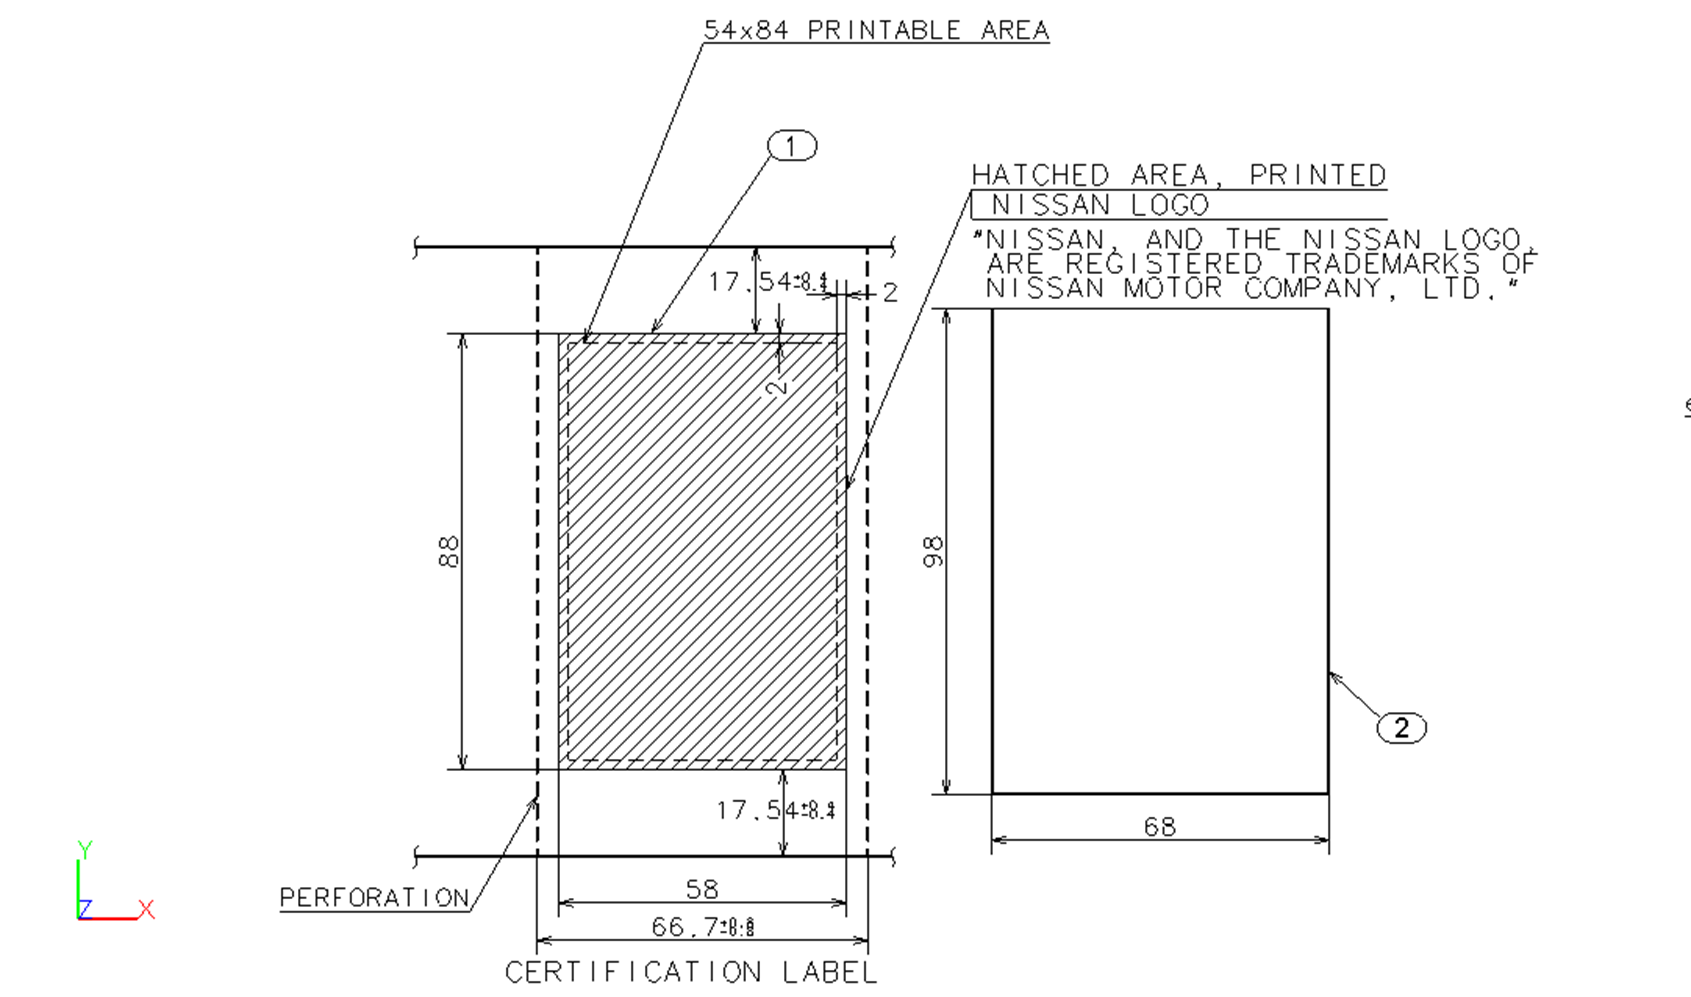 54x84 PRINTABLE AREA
1
HATCHED AREA, PRINTED
NISSAN LOGO
"NISSAN, AND THE NISSAN LOGO,
ARE REGISTERED TRADEMARKS OF
NISSAN MOTOR COMPANY, LTD."
17.54
2
2
88
98
2
17.54
68
58
66.7
PERFORATION
CERTIFICATION LABEL
Y
Z
X